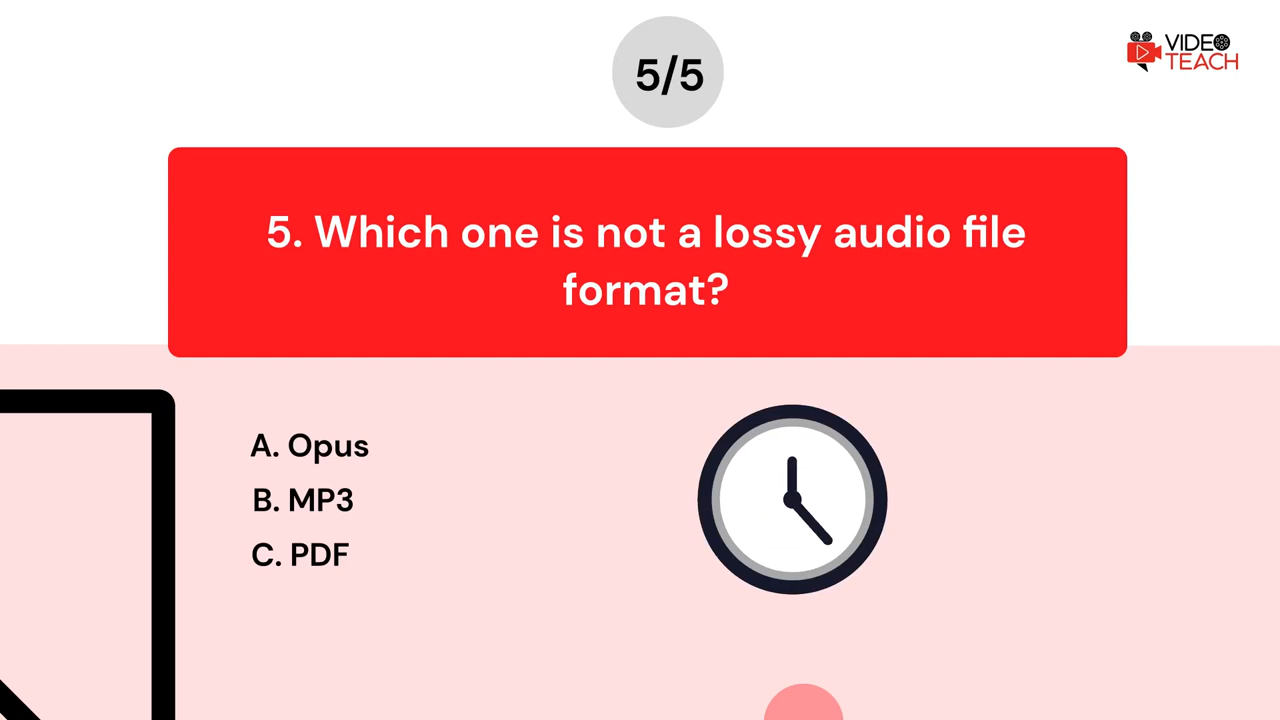 5/5
VIDEO
TEACH
5. Which one is not a lossy audio file
format?
A. Opus
B. MP3
C. PDF